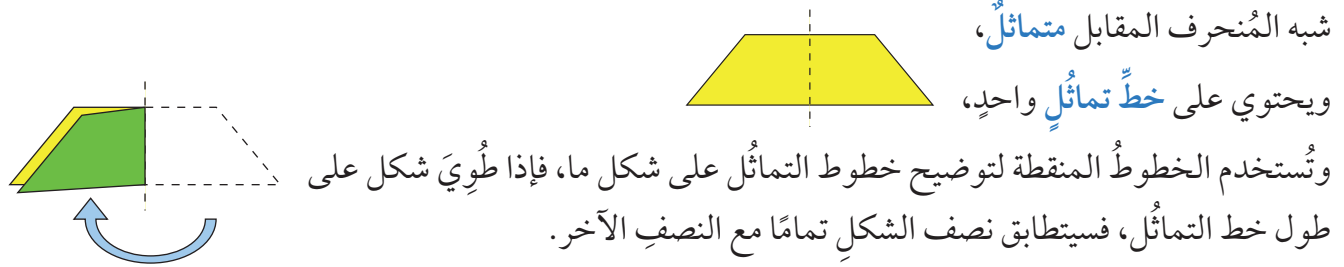 شبه المُنحرف المقابل متماثلٌ،
ويحتوي على خطِّ تماثُلٍ واحدٍ،
وتُستخدم الخطوطُ المنقطة لتوضيح خطوط التماثُل على شكل ما، فإذا طُوِيَ شكل على
طول خط التماثُل، فسيتطابق نصف الشكلِ تمامًا مع النصفِ الآخر.